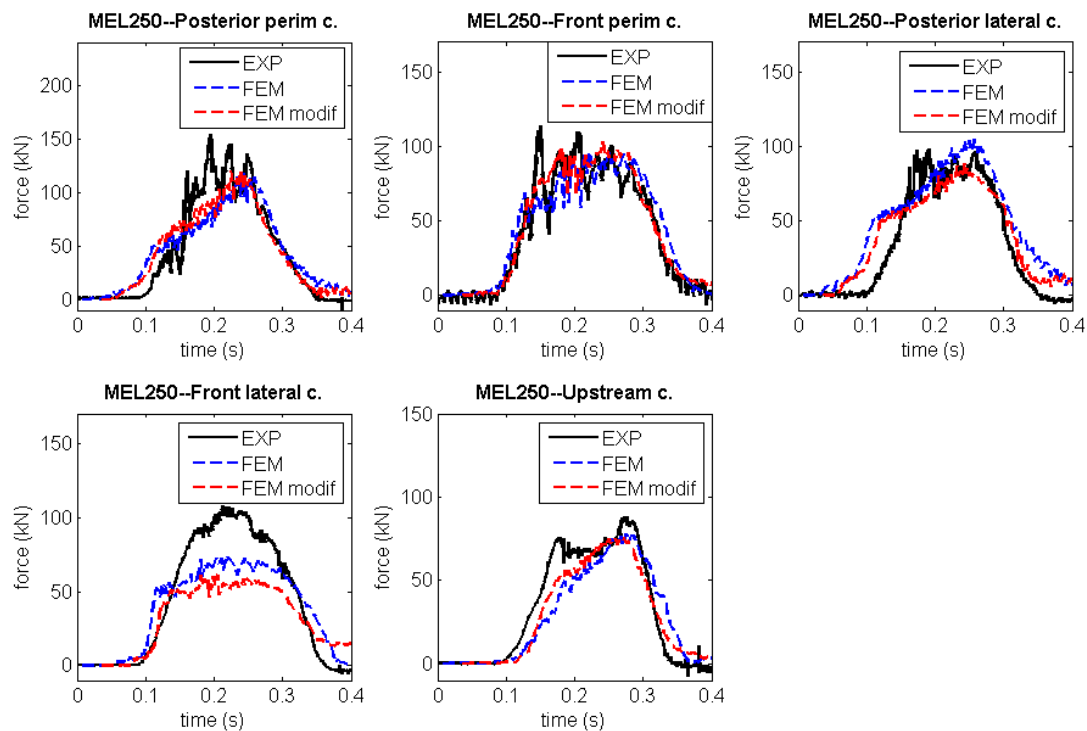 MEL250--Posterior perim c.
MEL250--Front perim c.
MEL250--Posterior lateral c.
EXP
FEM
FEM modif
EXP
FEM
FEM modif
EXP
FEM
FEM modif
force (kN)
200
150
100
50
0
0 0.1 0.2 0.3 0.4
time (s)
force (kN)
150
100
50
0
0 0.1 0.2 0.3 0.4
time (s)
force (kN)
150
100
50
0
0 0.1 0.2 0.3 0.4
time (s)
MEL250--Front lateral c.
MEL250--Upstream c.
EXP
FEM
FEM modif
EXP
FEM
FEM modif
force (kN)
150
100
50
0
0 0.1 0.2 0.3 0.4
time (s)
force (kN)
150
100
50
0
0 0.1 0.2 0.3 0.4
time (s)